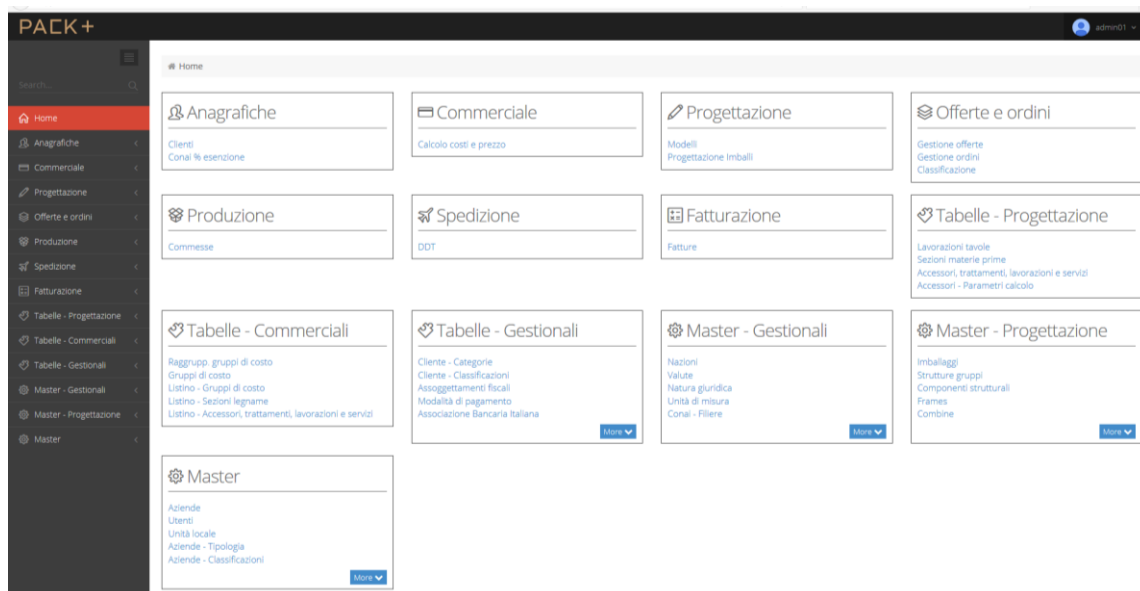 PACK+
admin01
Search...
Home
Anagrafiche
Commerciale
Progettazione
Offerte e ordini
Produzione
Spedizione
Fatturazione
Tabelle - Progettazione
Tabelle - Commerciali
Tabelle - Gestionali
Master - Gestionali
Master - Progettazione
Master
Home
Anagrafiche
Clienti
Conai % esenzione
Commerciale
Calcolo costi e prezzo
Progettazione
Modelli
Progettazione Imballi
Offerte e ordini
Gestione offerte
Gestione ordini
Classificazione
Produzione
Commesse
Spedizione
DDT
Fatturazione
Fatture
Tabelle - Progettazione
Lavorazioni tavole
Sezioni materie prime
Accessori, trattamenti, lavorazioni e servizi
Accessori - Parametri calcolo
Tabelle - Commerciali
Raggrupp. gruppi di costo
Gruppi di costo
Listino - Gruppi di costo
Listino - Sezioni legname
Listino - Accessori, trattamenti, lavorazioni e servizi
Tabelle - Gestionali
Cliente - Categorie
Cliente - Classificazioni
Assoggettamenti fiscali
Modalità di pagamento
Associazione Bancaria Italiana
More
Master - Gestionali
Nazioni
Valute
Natura giuridica
Unità di misura
Conai - Filiere
More
Master - Progettazione
Imballaggi
Strutture gruppi
Componenti strutturali
Frames
Combine
More
Master
Aziende
Utenti
Unità locale
Aziende - Tipologia
Aziende - Classificazioni
More